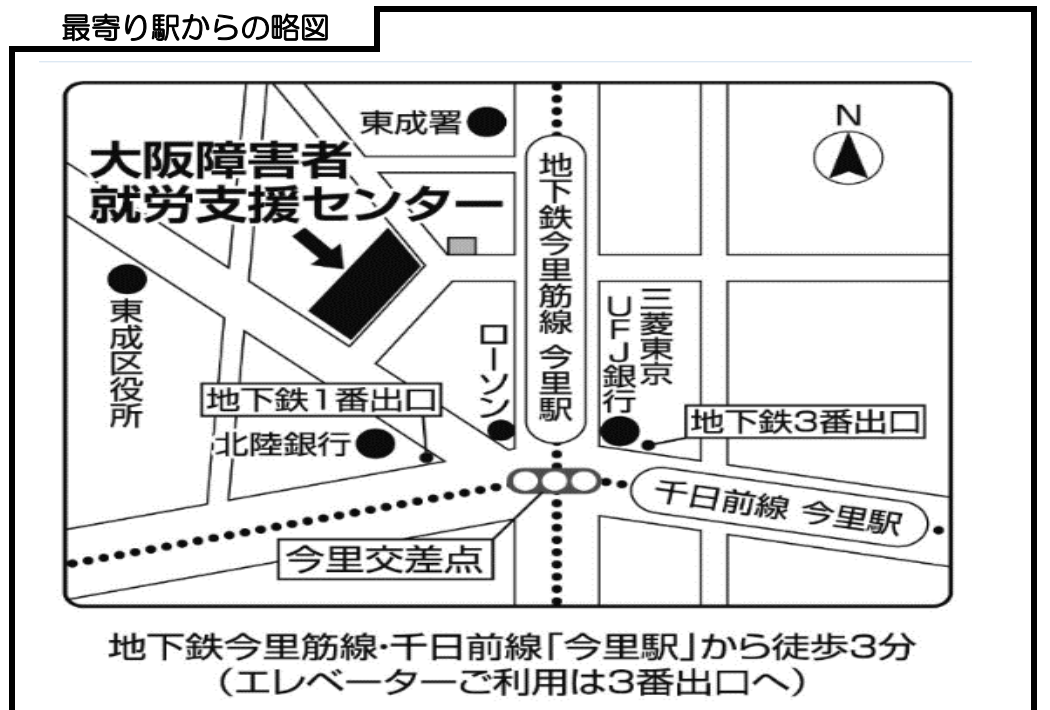 最寄り駅からの略図
N
東成署
大阪障害者
就労支援センター
地下鉄今里筋線 今里駅
東成区役所
ローソン
三菱東京
UFJ銀行
地下鉄1番出口
地下鉄3番出口
北陸銀行
千日前線 今里駅
今里交差点
地下鉄今里筋線·千日前線「今里駅」から徒歩3分
（エレベーターご利用は3番出口へ）